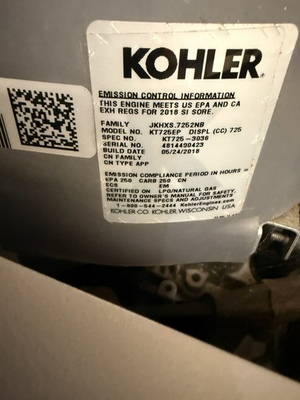 KOHLER®
EMISSION CONTROL INFORMATION
THIS ENGINE MEETS US EPA AND CA
EXH REGS FOR 2018 SI SORE.
FAMILY JKHXS.7252NB
MODEL NO. KT725EP DISPL (CC) 725
SPEC NO. KT725-3036
SERIAL NO. 4814490423
BUILD DATE 05/24/2018
CN FAMILY
CN TYPE APP
EMISSION COMPLIANCE PERIOD IN HOURS
EPA 250 CARB 250 CN
ECS EM
CERTIFIED ON LPG/NATURAL GAS
REFER TO OWNER'S MANUAL FOR SAFETY,
MAINTENANCE SPECS AND ADJUSTMENTS
1-800-544-2444 KohlerEngines.com
KOHLER CO. KOHLER, WISCONSIN USA